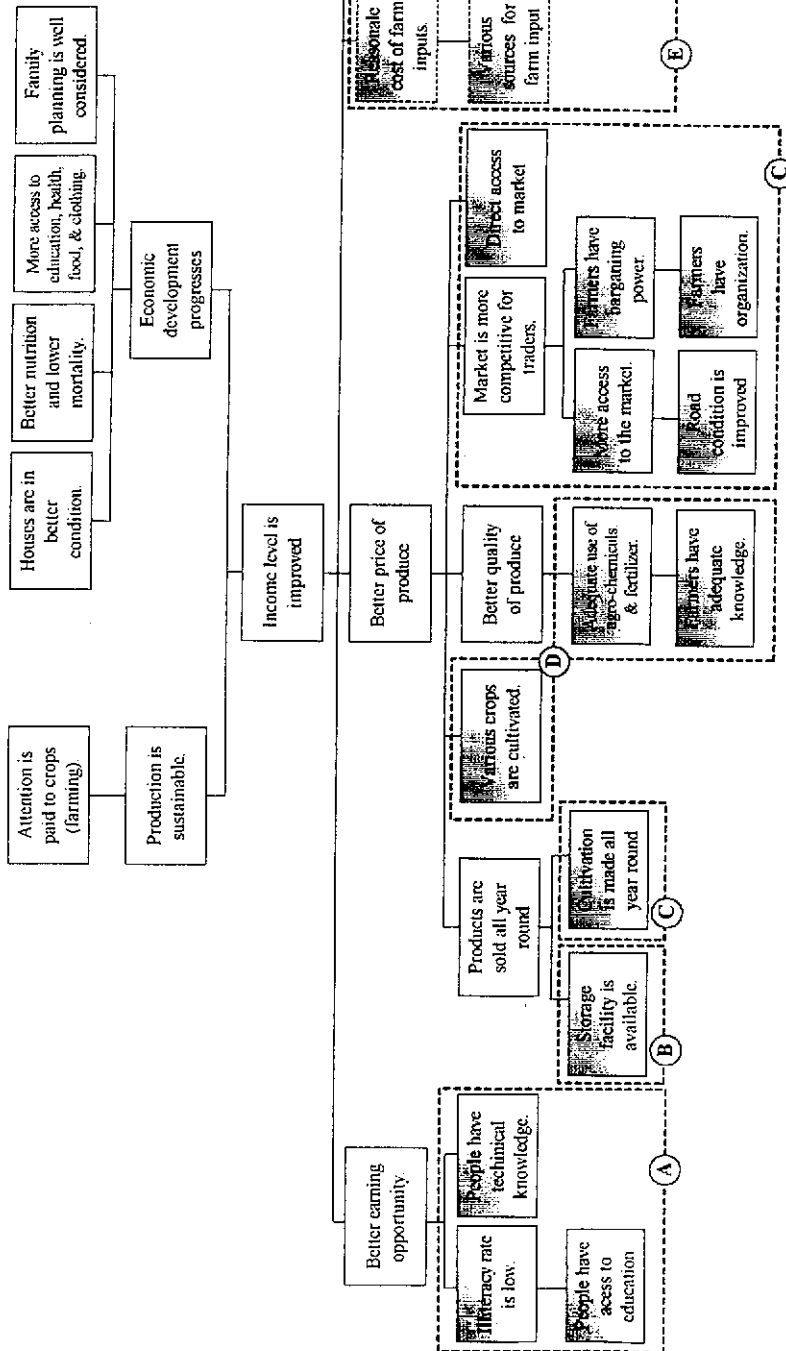 Attention is
paid to crops
(farming).
Houses are in
better
condition.
Better nutrition
and lower
mortality.
More access to
education, health,
food, & clothing.
Family
planning is well
considered.
Production is
sustainable.
Economic
development
progresses
Income level is
improved
Better earning
opportunity.
Better price of
produce
Reasonale
cost of farm
inputs.
Illiteracy rate
is low.
People have
techinical
knowledge.
Products are
sold all year
round
Various crops
are cultivated.
Better quality
of produce
Market is more
competitive for
traders.
Direct access
to market
Various
sources for
farm input
People have
acess to
education
Storage
facility is
available.
Cultivation
is made all
year round
Adequate use of
agro-chemicals.
& fertilizer.
More access
to the market.
Farmers have
barganing
power.
Farmers have
adequate
knowledge.
Road
condition is
improved
Farmers
have
organization.
A
B
C
D
C
E